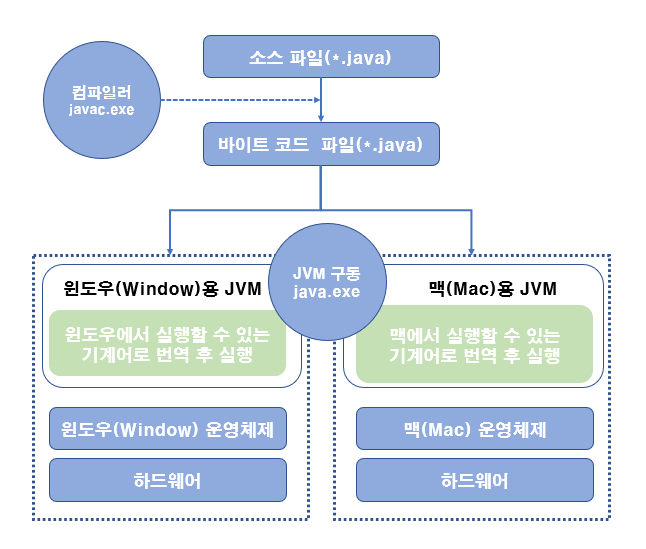 소스 파일(*.java)
컴파일러
javac.exe
바이트 코드  파일(*.java)
JVM 구동
java.exe
윈도우(Window)용 JVM
윈도우에서 실행할 수 있는
기계어로 번역 후 실행
윈도우(Window) 운영체제
하드웨어
맥(Mac)용 JVM
맥에서 실행할 수 있는
기계어로 번역 후 실행
맥(Mac) 운영체제
하드웨어